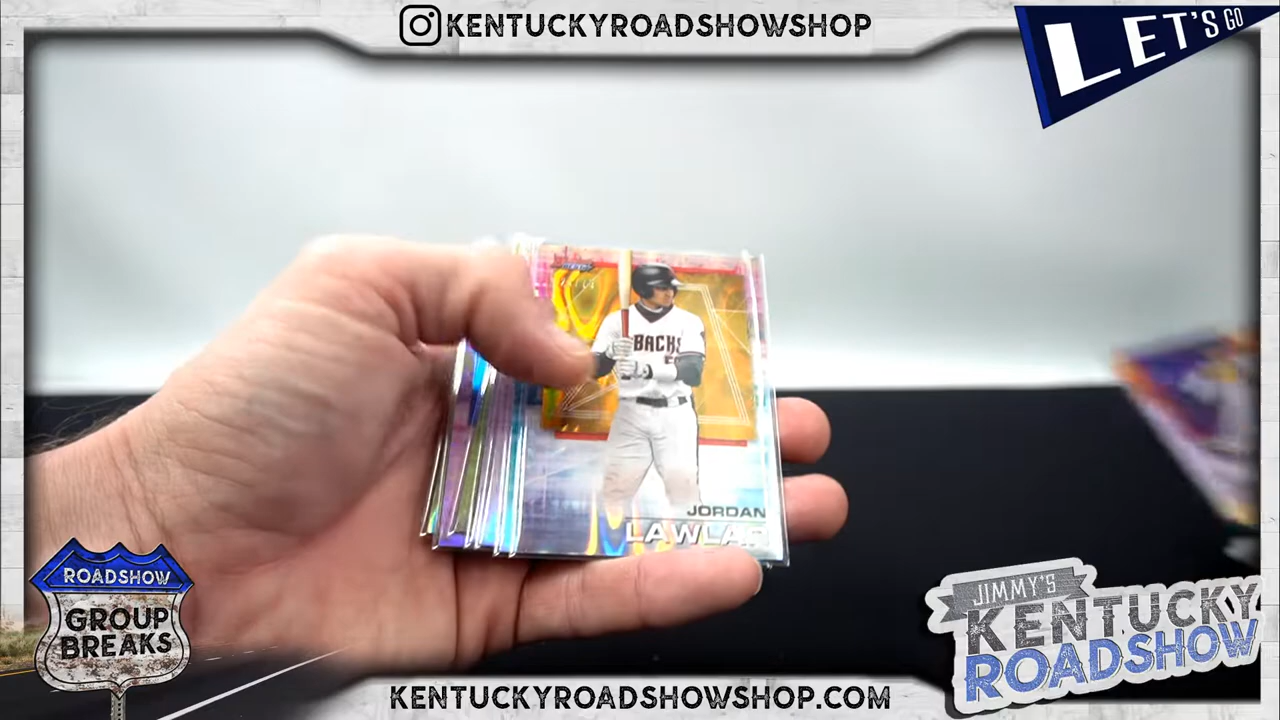 KENTUCKYROADSHOWSHOP
LET'S GO
BACKS
JORDAN
LAWLAR
ROADSHOW
GROUP
BREAKS
JIMMY'S
KENTUCKY
ROADSHOW
KENTUCKYROADSHOWSHOP.COM